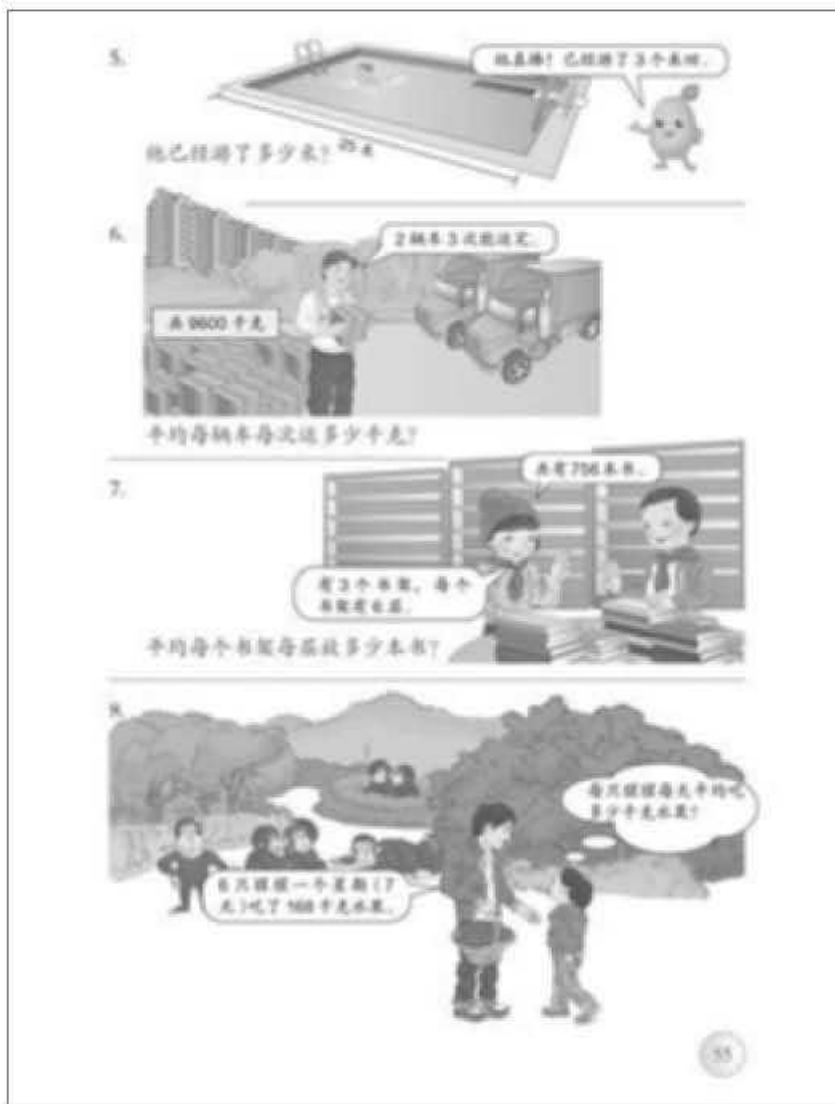 5.
他真棒！已经游了3个来回。
25米
他已经游了多少米？
6.
2辆车3次能运完。
共9600千克
平均每辆车每次运多少千克？
7.
共有756本书。
有3个书架，每个
书架有6层。
平均每个书架每层放多少本书？
8.
每只猩猩每天平均吃
多少千克水果？
6只猩猩一个星期（7
天）吃了168千克水果。
55